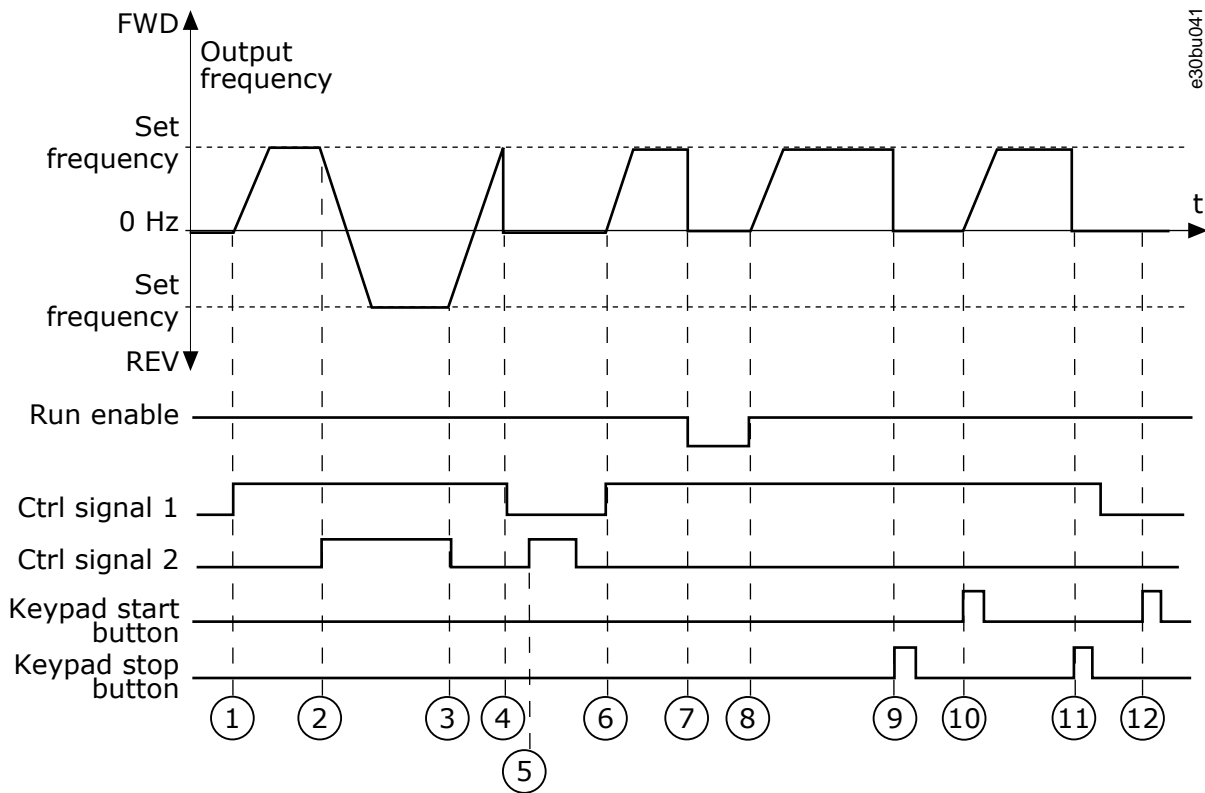 FWD
Output
frequency
e30bu041
Set
frequency
0 Hz
t
Set
frequency
REV
Run enable
Ctrl signal 1
Ctrl signal 2
Keypad start
button
Keypad stop
button
1 2 3 4 6 7 8 9 10 11 12
5